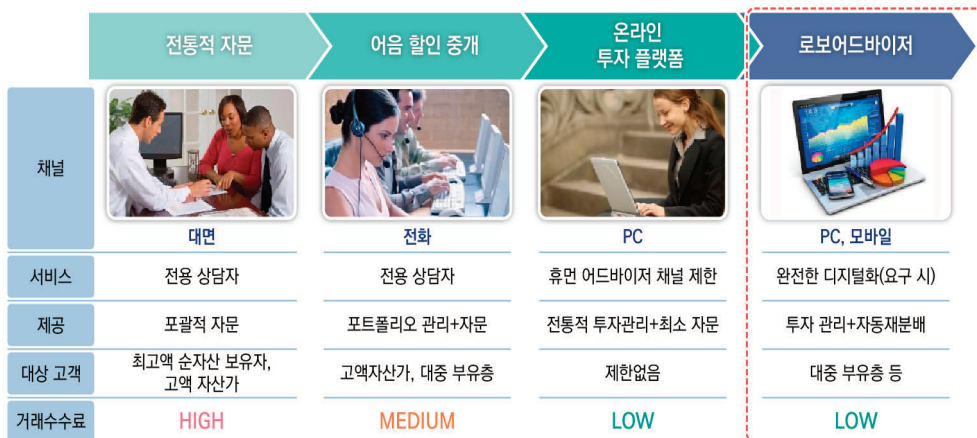 전통적 자문
어음 할인 중개
온라인
투자 플랫폼
로보어드바이저
채널
대면
전화
PC
PC, 모바일
서비스
전용 상담자
전용 상담자
휴먼 어드바이저 채널 제한
완전한 디지털화(요구 시)
제공
포괄적 자문
포트폴리오 관리+자문
전통적 투자관리+최소 자문
투자 관리+자동재분배
대상 고객
최고액 순자산 보유자,
고액 자산가
고액자산가, 대중 부유층
제한없음
대중 부유층 등
거래수수료
HIGH
MEDIUM
LOW
LOW